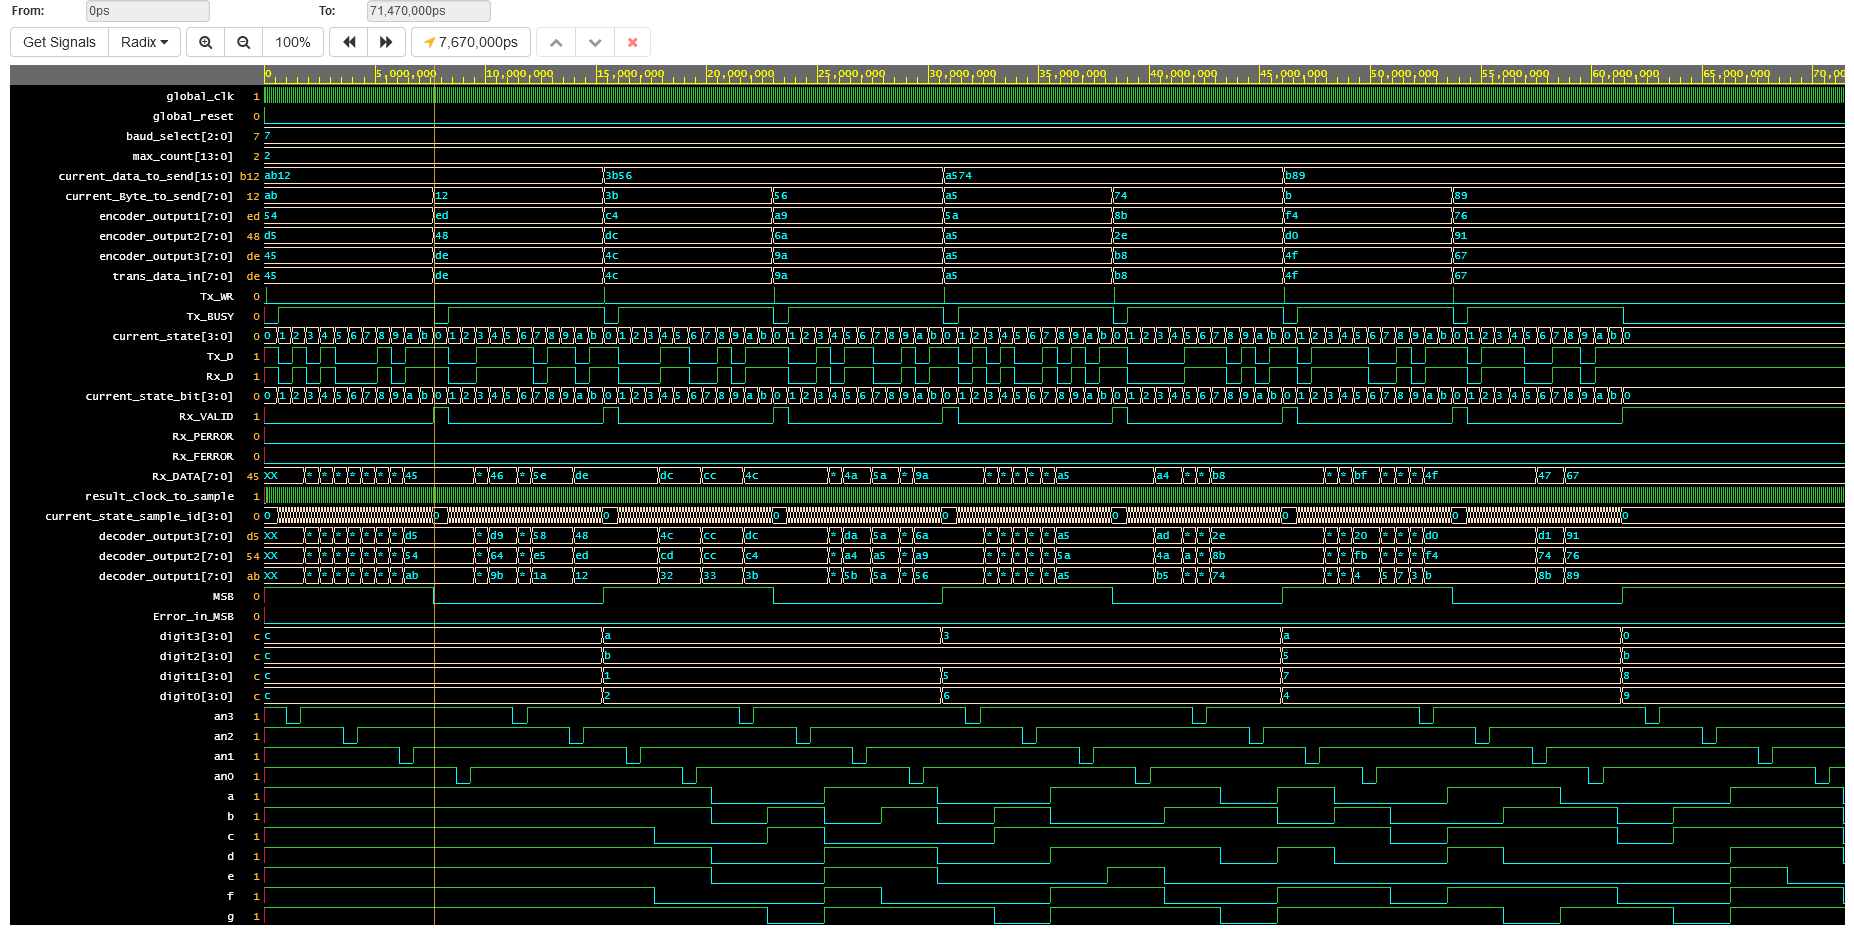 From: 0ps To: 71,470,000ps
Get Signals Radix 100% 7,670,000ps
0 5,000,000 10,000,000 15,000,000 20,000,000 25,000,000 30,000,000 35,000,000 40,000,000 45,000,000 50,000,000 55,000,000 60,000,000 65,000,000 70,00
global_clk 1
global_reset 0
baud_select[2:0] 7 7
max_count[13:0] 2 2
current_data_to_send[15:0] b12 ab12 3b56 a574 b89
current_Byte_to_send[7:0] 12 ab 12 3b 56 a5 74 b 89
encoder_output1[7:0] ed 54 ed c4 a9 5a 8b f4 76
encoder_output2[7:0] 48 d5 48 dc 6a a5 2e d0 91
encoder_output3[7:0] de 45 de 4c 9a a5 b8 4f 67
trans_data_in[7:0] de 45 de 4c 9a a5 b8 4f 67
Tx_WR 0
Tx_BUSY 0
current_state[3:0] 0 0 1 2 3 4 5 6 7 8 9 a b 0 1 2 3 4 5 6 7 8 9 a b 0 1 2 3 4 5 6 7 8 9 a b 0 1 2 3 4 5 6 7 8 9 a b 0 1 2 3 4 5 6 7 8 9 a b 0 1 2 3 4 5 6 7 8 9 a b 0 1 2 3 4 5 6 7 8 9 a b 0 1 2 3 4 5 6 7 8 9 a b 0
Tx_D 1
Rx_D 1
current_state_bit[3:0] 0 0 1 2 3 4 5 6 7 8 9 a b 0 1 2 3 4 5 6 7 8 9 a b 0 1 2 3 4 5 6 7 8 9 a b 0 1 2 3 4 5 6 7 8 9 a b 0 1 2 3 4 5 6 7 8 9 a b 0 1 2 3 4 5 6 7 8 9 a b 0 1 2 3 4 5 6 7 8 9 a b 0 1 2 3 4 5 6 7 8 9 a b 0
Rx_VALID 1
Rx_PERROR 0
Rx_FERROR 0
Rx_DATA[7:0] 45 XX * * * * * * * 45 * 46 * 5e de dc cc 4c * 4a 5a * 9a * * * * * a5 a4 * * b8 * * bf * * * 4f 47 67
result_clock_to_sample 1
current_state_sample_id[3:0] 0 0 0 0 0 0 0 0 0 0
decoder_output3[7:0] d5 XX * * * * * * * d5 * d9 * 58 48 4c cc dc * da 5a * 6a * * * * * a5 ad * * 2e * * 20 * * * d0 d1 91
decoder_output2[7:0] 54 XX * * * * * * * 54 * 64 * e5 ed cd cc c4 * a4 a5 * a9 * * * * * 5a 4a a * 8b * * fb * * * f4 74 76
decoder_output1[7:0] ab XX * * * * * * * ab * 9b * 1a 12 32 33 3b * 5b 5a * 56 * * * * * a5 b5 * * 74 * * 4 5 7 3 b 8b 89
MSB 0
Error_in_MSB 0
digit3[3:0] c c a 3 a 0
digit2[3:0] c c b 5 b
digit1[3:0] c c 1 5 7 8
digit0[3:0] c c 2 6 4 9
an3 1
an2 1
an1 1
an0 1
a 1
b 1
c 1
d 1
e 1
f 1
g 1